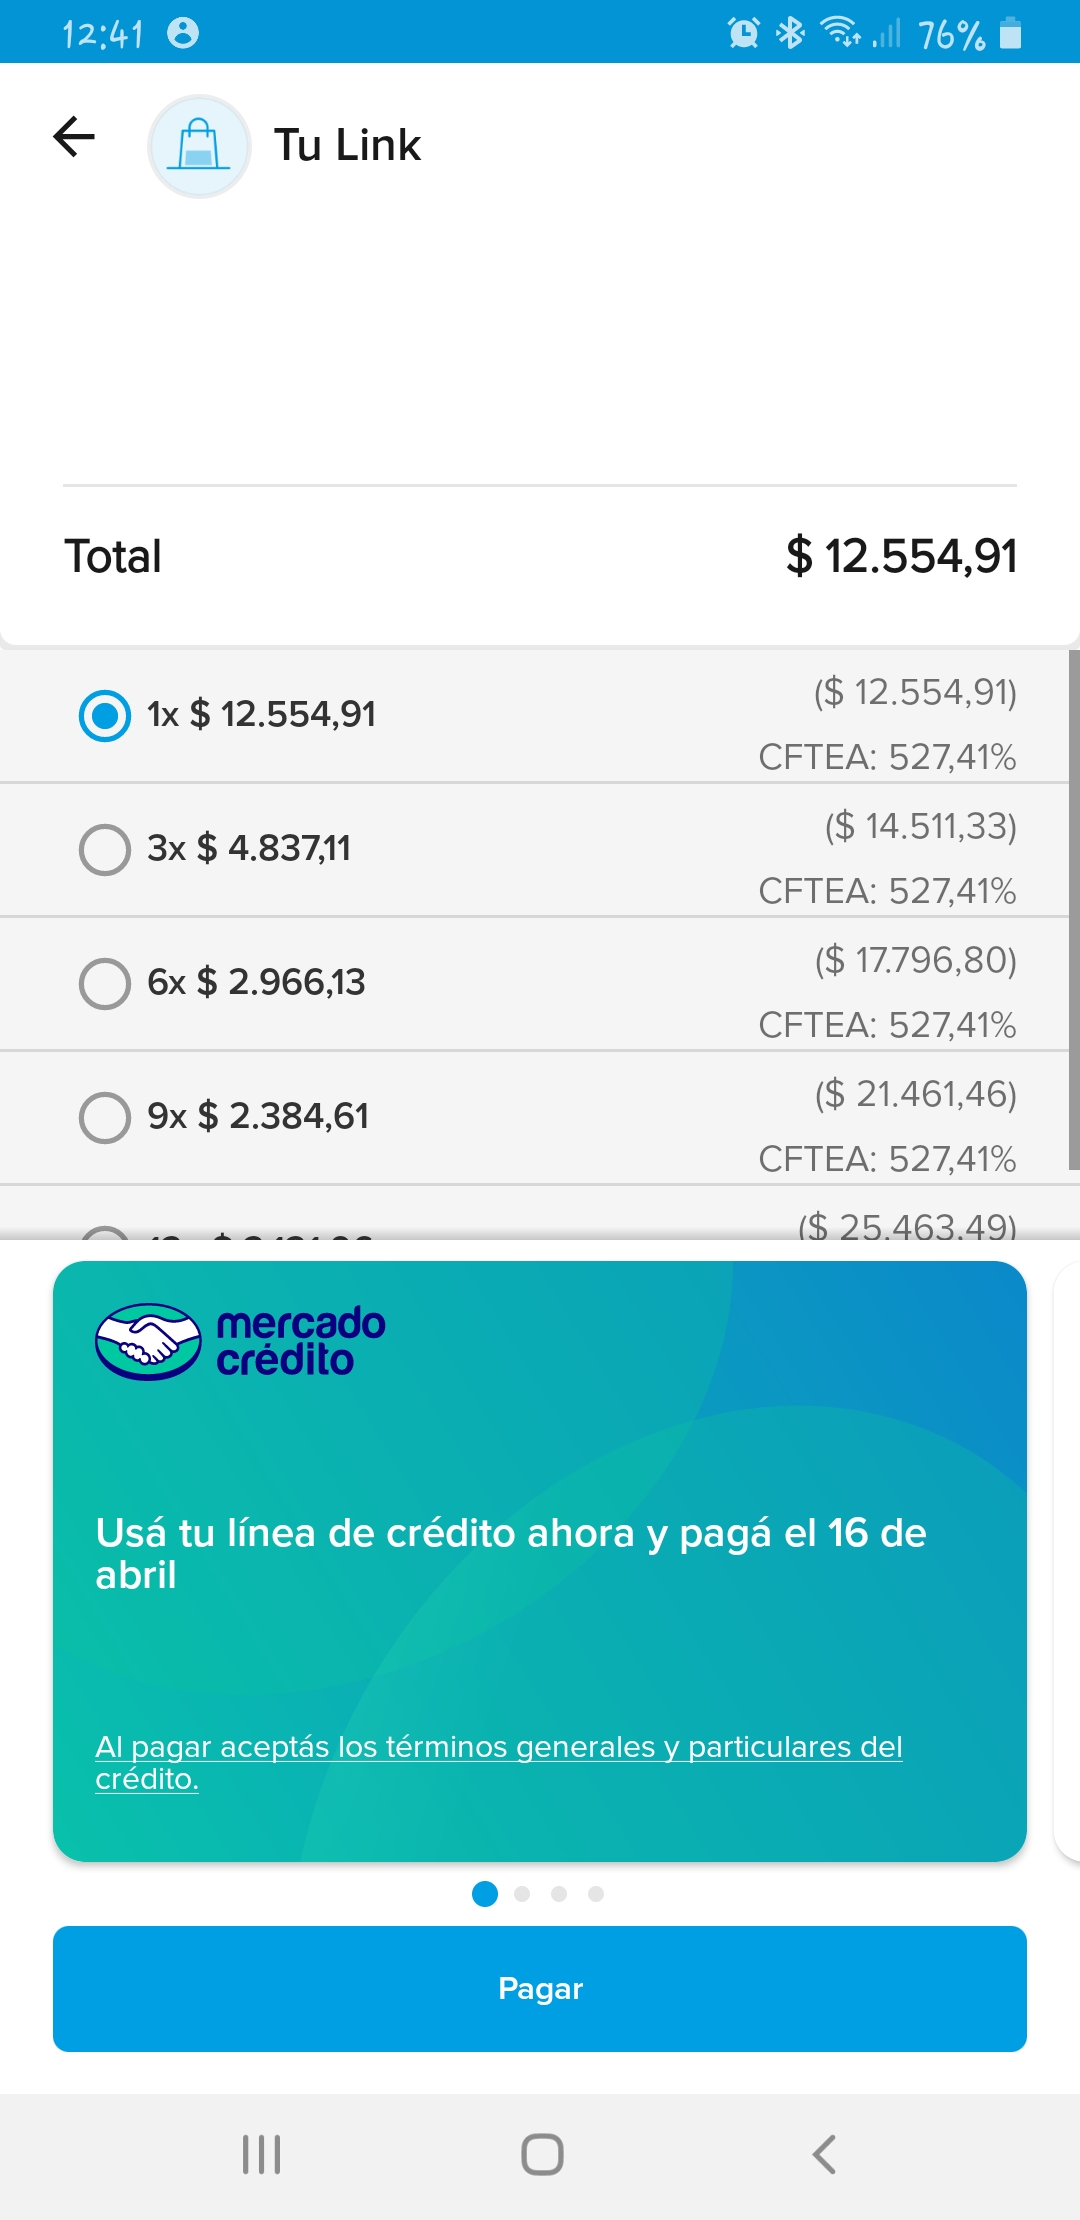 12:41 76%
Tu Link
Total $ 12.554,91
1x $ 12.554,91 ($ 12.554,91)
CFTEA: 527,41%
3x $ 4.837,11 ($ 14.511,33)
CFTEA: 527,41%
6x $ 2.966,13 ($ 17.796,80)
CFTEA: 527,41%
9x $ 2.384,61 ($ 21.461,46)
CFTEA: 527,41%
($ 25.463,49)
mercado
crédito
Usá tu línea de crédito ahora y pagá el 16 de
abril
Al pagar aceptás los términos generales y particulares del
crédito.
Pagar